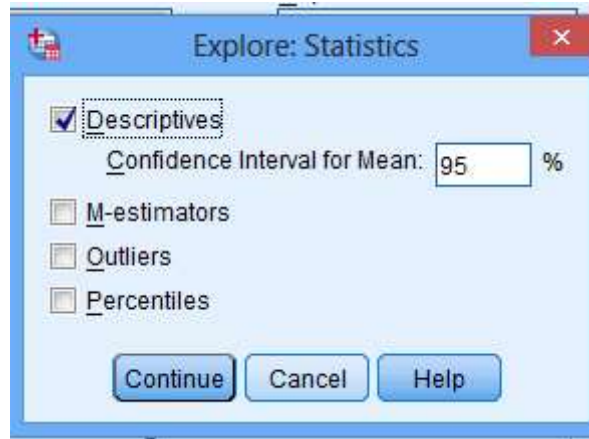 Explore: Statistics
Descriptives
Confidence Interval for Mean: 95 %
M-estimators
Outliers
Percentiles
Continue Cancel Help